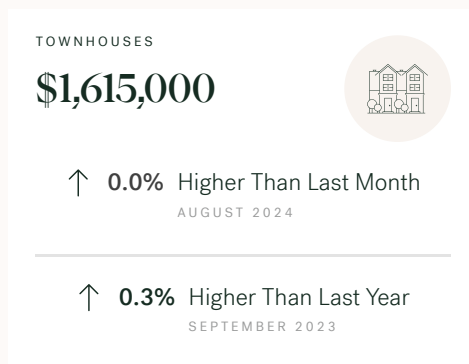 TOWNHOUSES
$1,615,000
0.0% Higher Than Last Month
AUGUST 2024
0.3% Higher Than Last Year
SEPTEMBER 2023